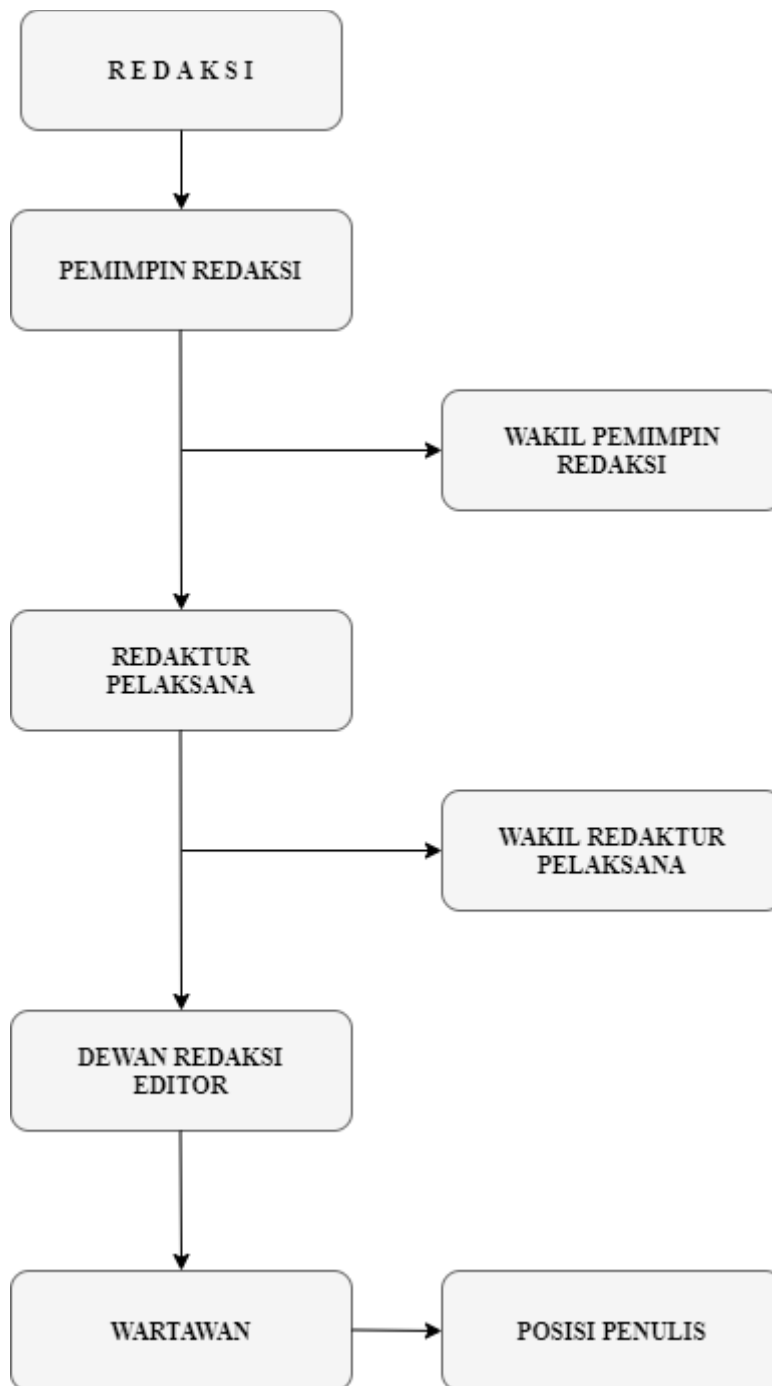 R E D A K S I
PEMIMPIN REDAKSI
WAKIL PEMIMPIN
REDAKSI
REDAKTUR
PELAKSANA
WAKIL REDAKTUR
PELAKSANA
DEWAN REDAKSI
EDITOR
WARTAWAN
POSISI PENULIS